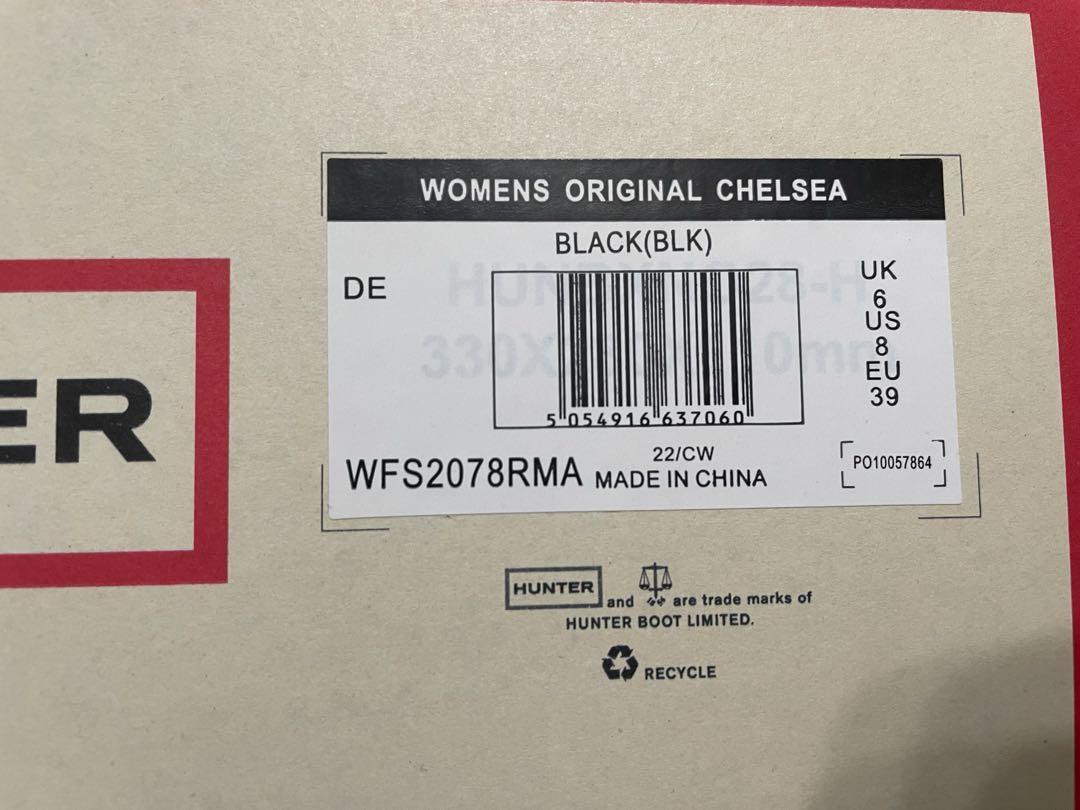 ER
WOMENS ORIGINAL CHELSEA
BLACK(BLK)
DE
5 054916 637060
UK
6
US
8
EU
39
22/CW
WFS2078RMA MADE IN CHINA
PO10057864
HUNTER and are trade marks of
HUNTER BOOT LIMITED.
RECYCLE